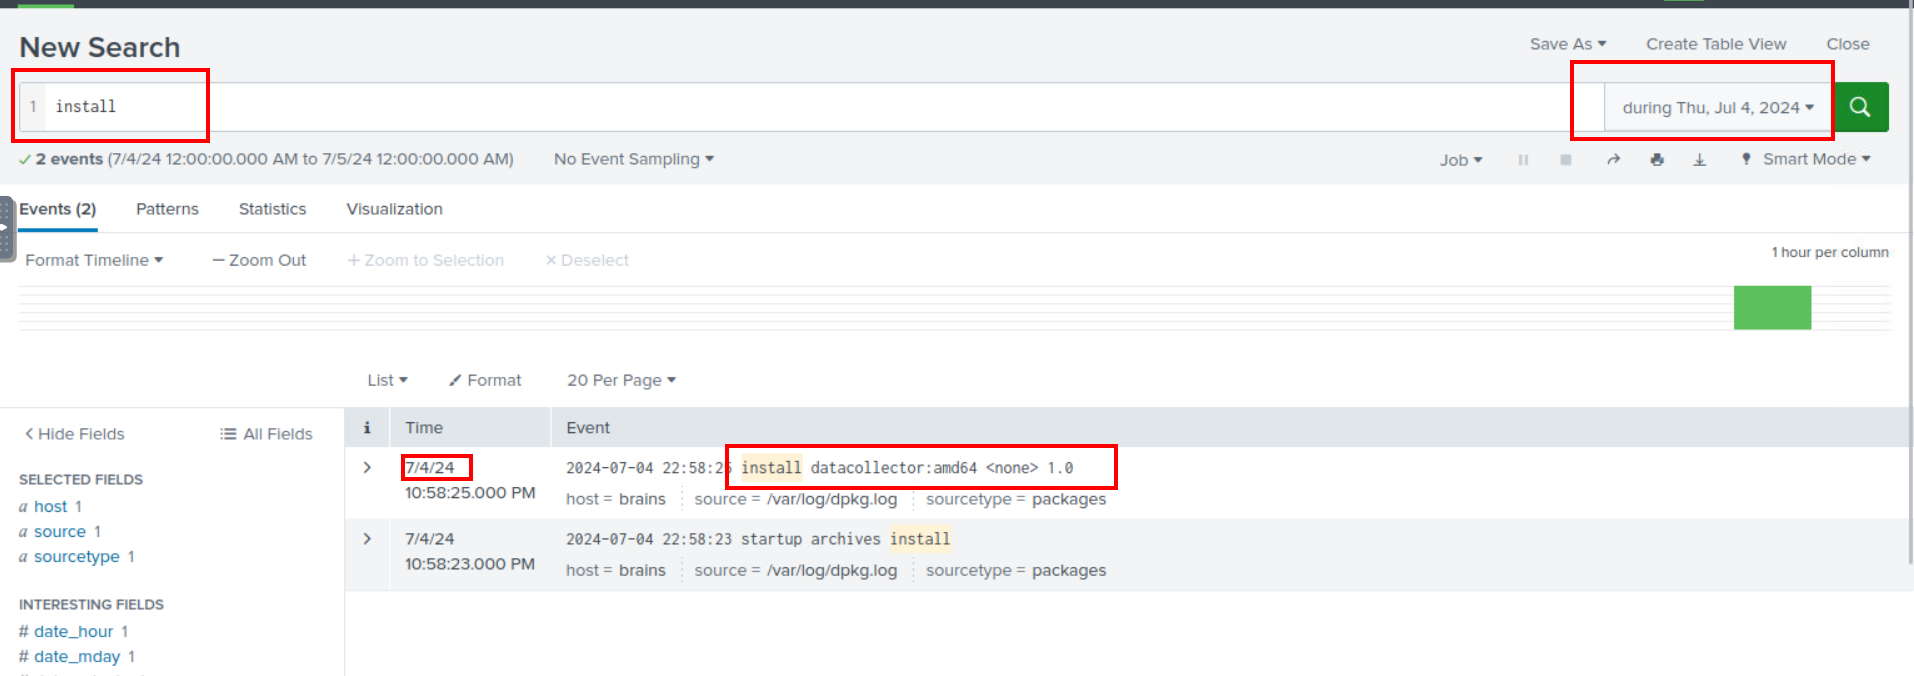 New Search
Save As Create Table View Close
1 install
during Thu, Jul 4, 2024
2 events (7/4/24 12:00:00.000 AM to 7/5/24 12:00:00.000 AM) No Event Sampling
Job Smart Mode
Events (2) Patterns Statistics Visualization
Format Timeline — Zoom Out + Zoom to Selection × Deselect
1 hour per column
List Format 20 Per Page
< Hide Fields All Fields
i Time Event
SELECTED FIELDS
a host 1
a source 1
a sourcetype 1
INTERESTING FIELDS
# date_hour 1
# date_mday 1
> 7/4/24 10:58:25.000 PM
2024-07-04 22:58:25 install datacollector:amd64 <none> 1.0
host = brains source = /var/log/dpkg.log sourcetype = packages
> 7/4/24 10:58:23.000 PM
2024-07-04 22:58:23 startup archives install
host = brains source = /var/log/dpkg.log sourcetype = packages